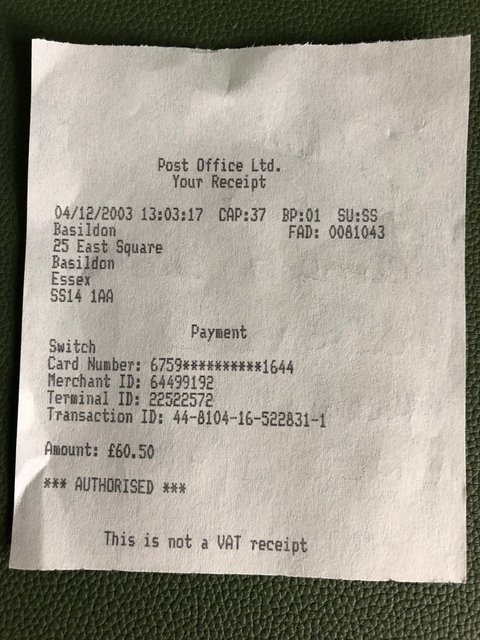 Post Office Ltd.
Your Receipt
04/12/2003 13:03:17 CAP:37 BP:01 SU:SS
Basildon FAD: 0081043
25 East Square
Basildon
Essex
SS14 1AA
Payment
Switch
Card Number: 6759**********1644
Merchant ID: 64499192
Terminal ID: 22522572
Transaction ID: 44-8104-16-522831-1
Amount: £60.50
*** AUTHORISED ***
This is not a VAT receipt